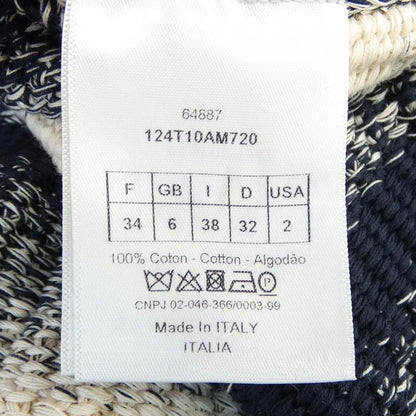 64887
124T10AM720
F GB I D USA
34 6 38 32 2
100% Coton - Cotton - Algodão
P
CNPJ 02-046-366/0003-99
Made In ITALY
ITALIA